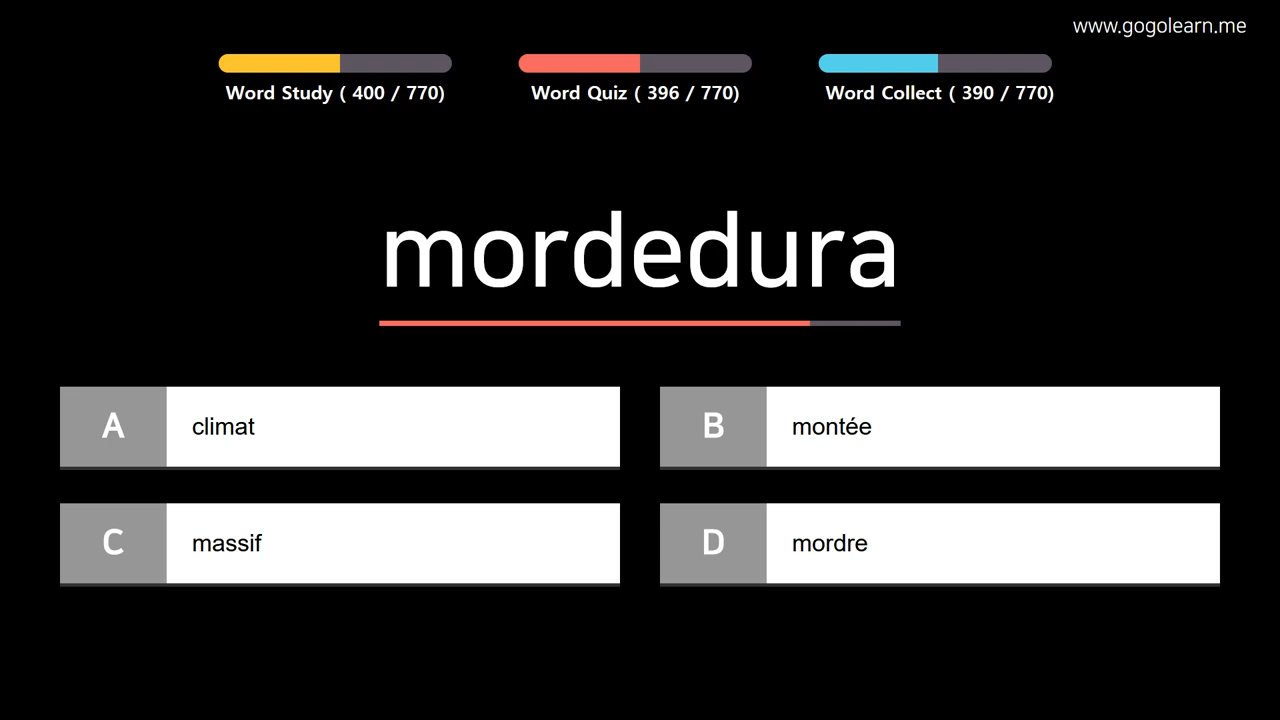 www.gogolearn.me
Word Study ( 400 / 770)
Word Quiz ( 396 / 770)
Word Collect ( 390 / 770)
mordedura
A climat
B montée
C massif
D mordre